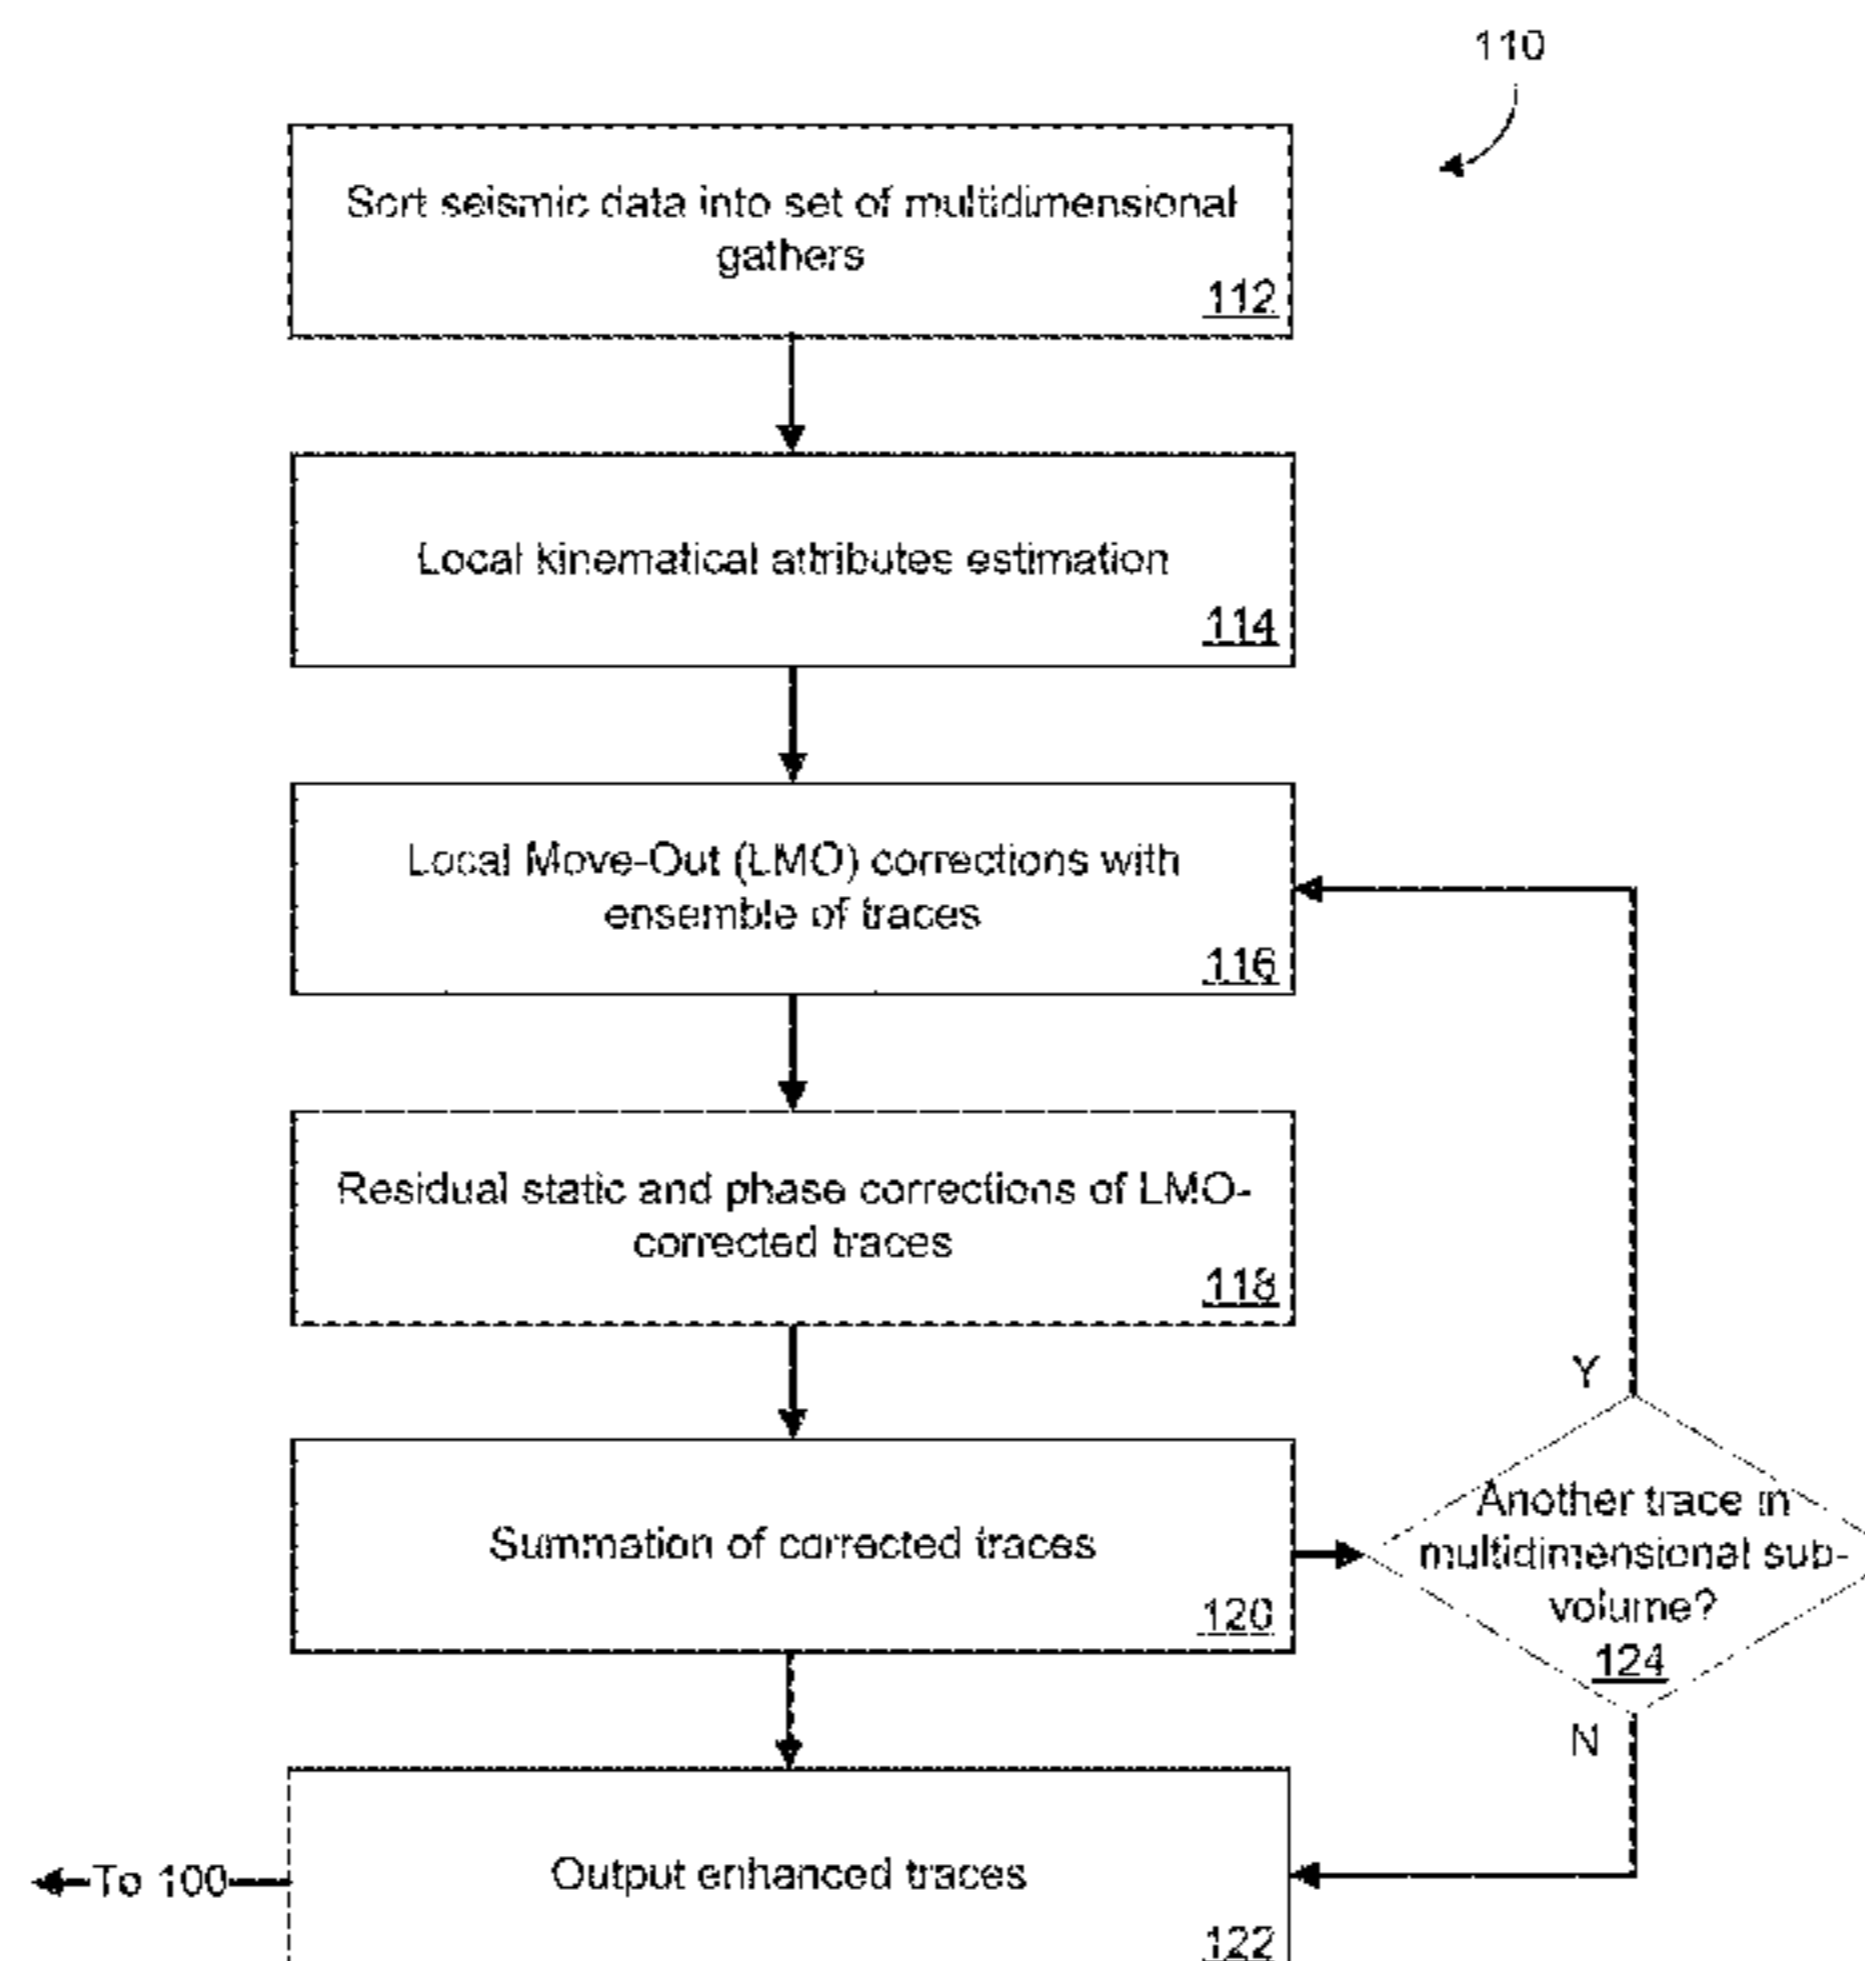 110
Sort seismic data into set of multidimensional
gathers
112
Local kinematical attributes estimation
114
Local Move-Out (LMO) corrections with
ensemble of traces
116
Residual static and phase corrections of LMO-
corrected traces
118
Y
Summation of corrected traces
120
Another trace in
multidimensional sub-
volume?
124
N
To 100
Output enhanced traces
122